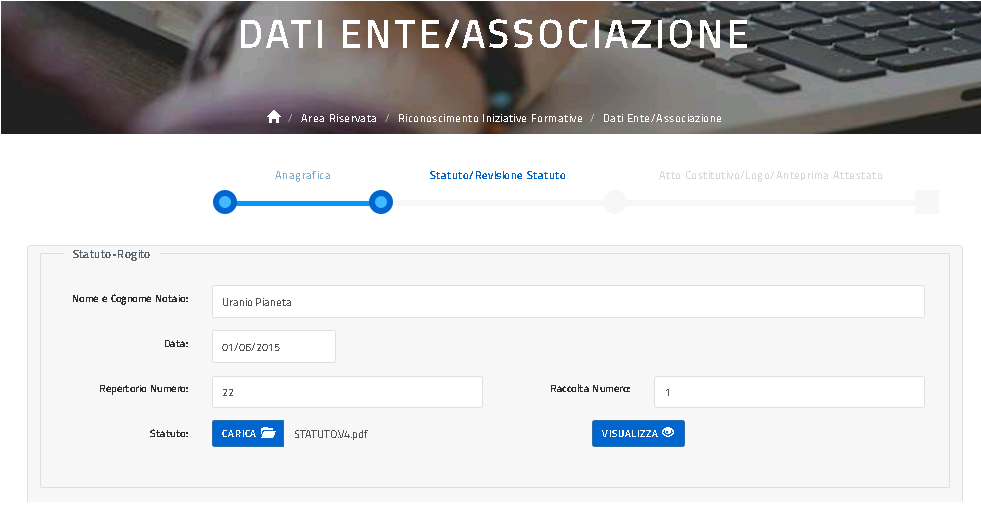 DATI ENTE/ASSOCIAZIONE
/ Area Riservata / Riconoscimento Iniziative Formative / Dati Ente/Associazione
Anagrafica Statuto/Revisione Statuto Atto Costitutivo/Logo/Anteprima Attestato
Statuto-Rogito
Nome e Cognome Notaio: Uranio Pianeta
Data: 01/06/2015
Repertorio Numero: 22 Raccolta Numero: 1
Statuto: CARICA STATUTO.V4.pdf VISUALIZZA